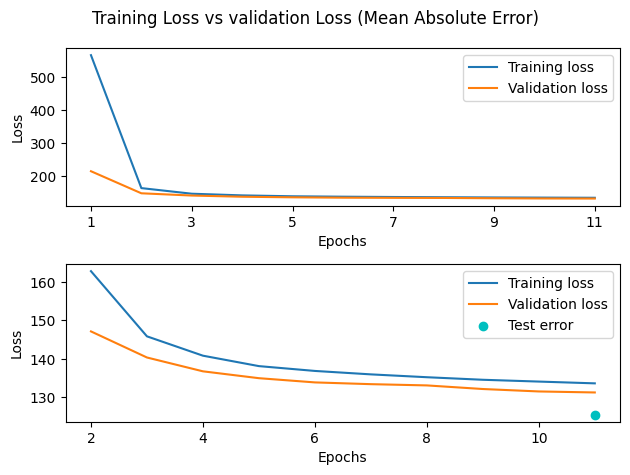 Training Loss vs validation Loss (Mean Absolute Error)
500
400
300
200
Loss
1 3 5 7 9 11
Epochs
Training loss
Validation loss
160
150
140
130
Loss
2 4 6 8 10
Epochs
Training loss
Validation loss
Test error